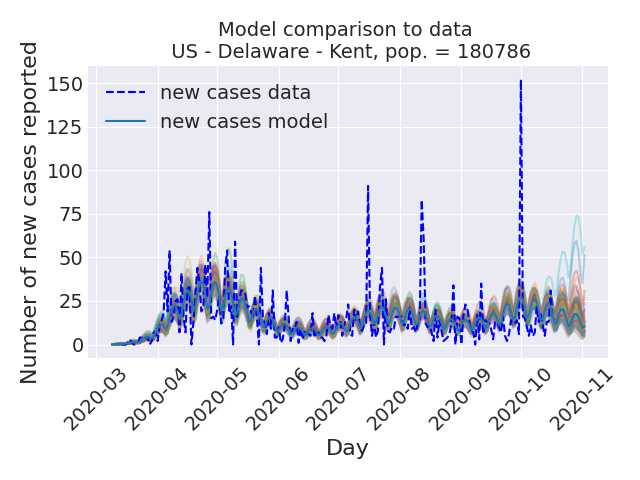 Model comparison to data
US - Delaware - Kent, pop. = 180786
Number of new cases reported
150
125
100
75
50
25
0
new cases data
new cases model
2020-03
2020-04
2020-05
2020-06
2020-07
2020-08
2020-09
2020-10
2020-11
Day